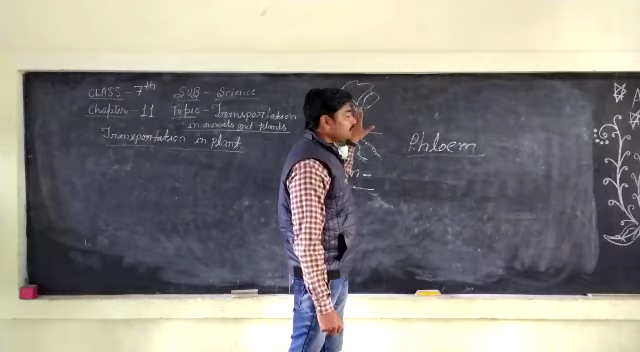 CLASS - 7th SUB - Science
Chapter - 11 Topic - Transportation
in animals and plants
Transportation in plant
Phloem